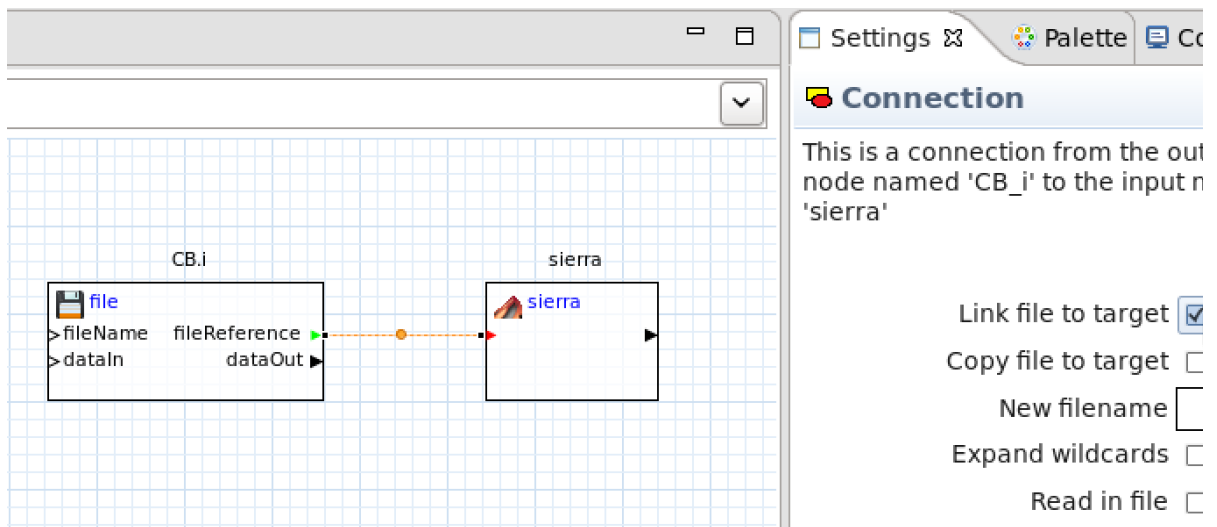 Settings
Palette
Connection
This is a connection from the
node named 'CB_i' to the input
'sierra'
CB.i
sierra
file
sierra
>fileName fileReference
>dataIn dataOut
Link file to target
Copy file to target
New filename
Expand wildcards
Read in file